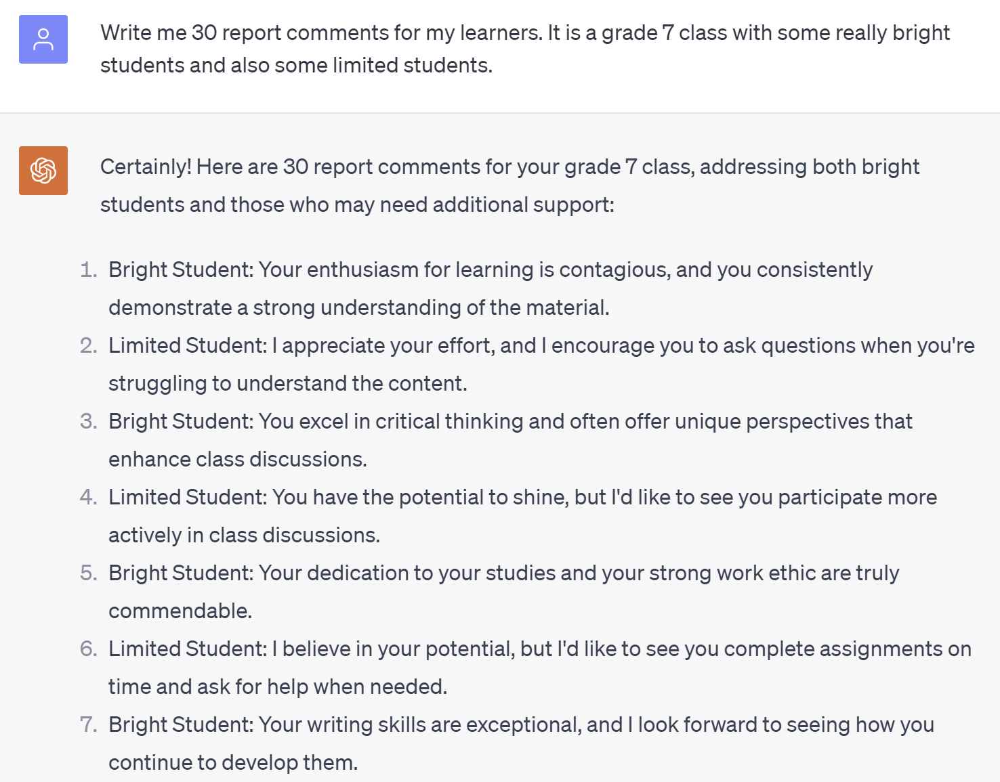 Write me 30 report comments for my learners. It is a grade 7 class with some really bright
students and also some limited students.
Certainly! Here are 30 report comments for your grade 7 class, addressing both bright
students and those who may need additional support:
1. Bright Student: Your enthusiasm for learning is contagious, and you consistently
demonstrate a strong understanding of the material.
2. Limited Student: I appreciate your effort, and I encourage you to ask questions when you're
struggling to understand the content.
3. Bright Student: You excel in critical thinking and often offer unique perspectives that
enhance class discussions.
4. Limited Student: You have the potential to shine, but I'd like to see you participate more
actively in class discussions.
5. Bright Student: Your dedication to your studies and your strong work ethic are truly
commendable.
6. Limited Student: I believe in your potential, but I'd like to see you complete assignments on
time and ask for help when needed.
7. Bright Student: Your writing skills are exceptional, and I look forward to seeing how you
continue to develop them.